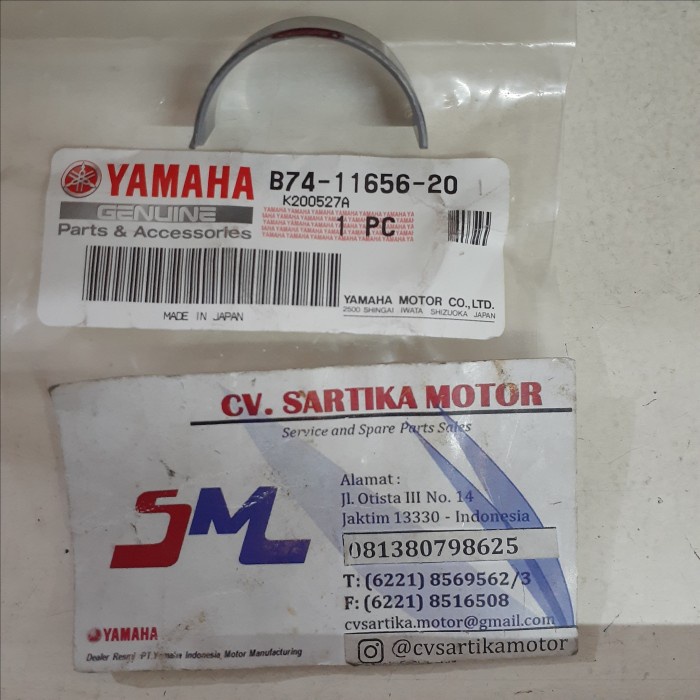 YAMAHA B74-11656-20
K200527A
GENUINE
Parts & Accessories
1 PC
YAMAHA MOTOR CO.,LTD.
2500 SHINGAI IWATA SHIZUOKA JAPAN
MADE IN JAPAN
CV. SARTIKA MOTOR
Service and Spare Parts Sales
SML
Alamat :
Jl. Otista III No. 14
Jaktim 13330 - Indonesia
081380798625
T: (6221) 8569562/3
F: (6221) 8516508
cvsartika.motor@gmail.com
@cvsartikamotor
YAMAHA
Dealer Resmi PT.Yamaha Indonesia Motor Manufacturing